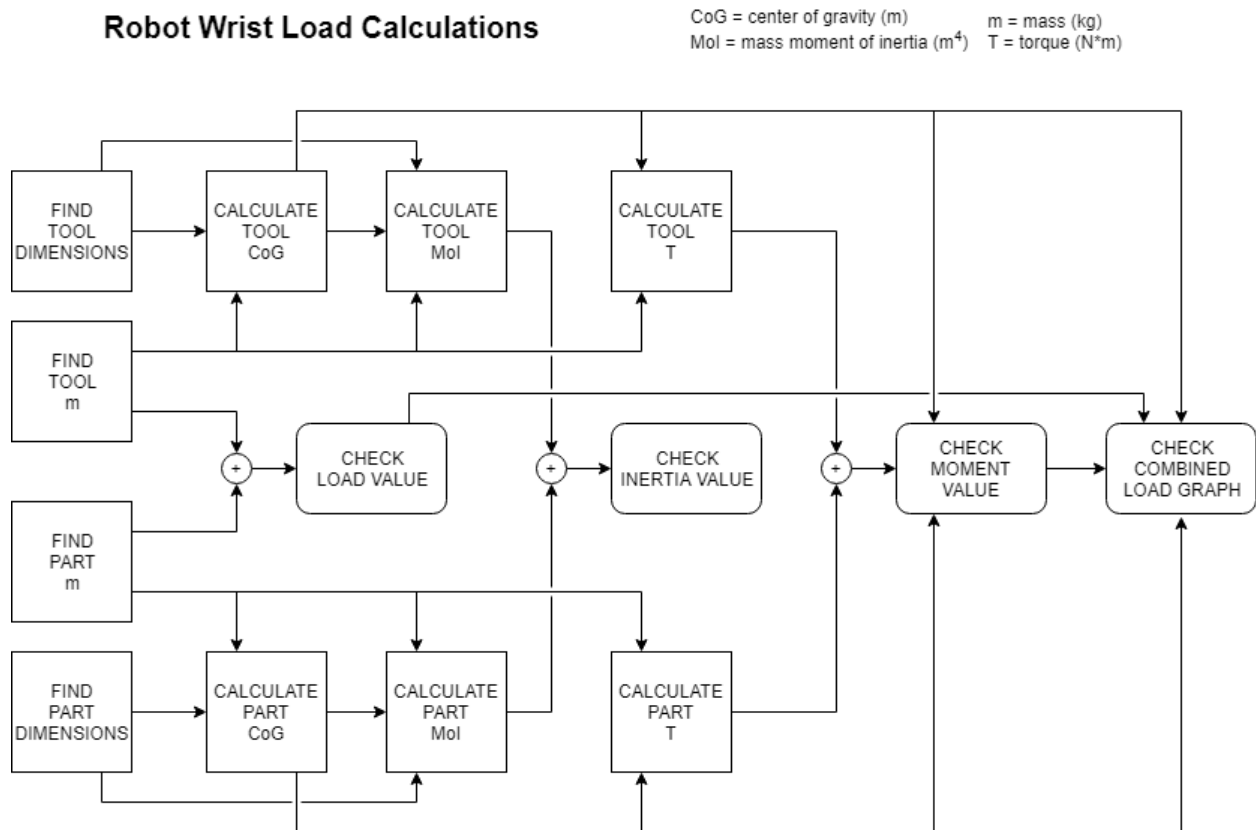 Robot Wrist Load Calculations
CoG = center of gravity (m)
m = mass (kg)
MoI = mass moment of inertia (m⁴)
T = torque (N*m)
FIND
TOOL
DIMENSIONS
CALCULATE
TOOL
CoG
CALCULATE
TOOL
MoI
CALCULATE
TOOL
T
FIND
TOOL
m
+
CHECK
LOAD VALUE
+
CHECK
INERTIA VALUE
+
CHECK
MOMENT
VALUE
CHECK
COMBINED
LOAD GRAPH
FIND
PART
m
FIND
PART
DIMENSIONS
CALCULATE
PART
CoG
CALCULATE
PART
MoI
CALCULATE
PART
T